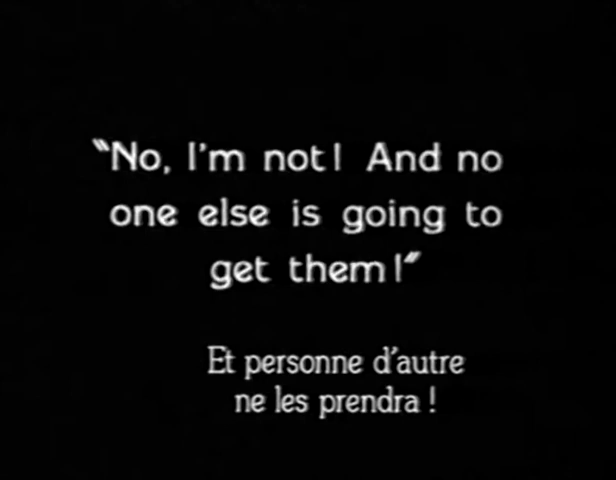 "No, I'm not! And no
one else is going to
get them!"
Et personne d'autre
ne les prendra !